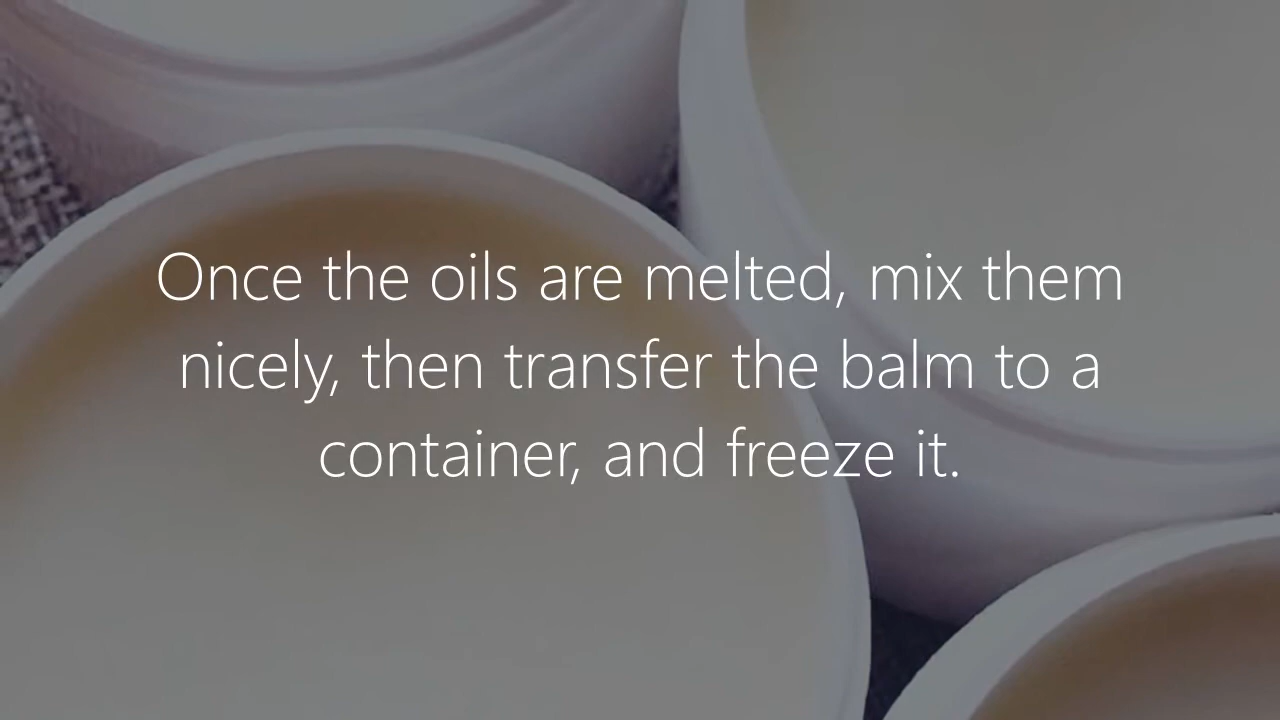 Once the oils are melted, mix them
nicely, then transfer the balm to a
container, and freeze it.